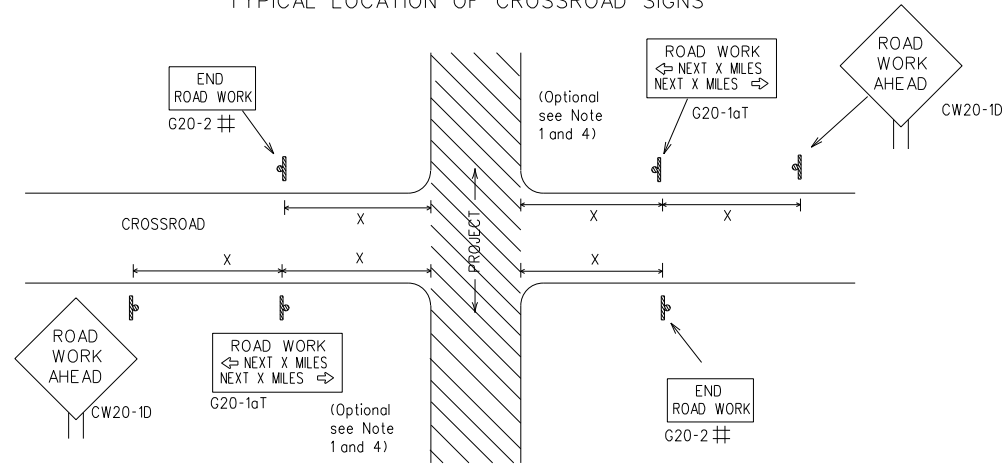 TYPICAL LOCATION OF CROSSROAD SIGNS
END
ROAD WORK
G20-2 #
(Optional
see Note
1 and 4)
ROAD WORK
⇦ NEXT X MILES
NEXT X MILES ⇨
G20-1aT
ROAD
WORK
AHEAD
CW20-1D
X
X
X
CROSSROAD
PROJECT
X
X
X
ROAD
WORK
AHEAD
CW20-1D
ROAD WORK
⇦ NEXT X MILES
NEXT X MILES ⇨
G20-1aT
(Optional
see Note
1 and 4)
END
ROAD WORK
G20-2 #